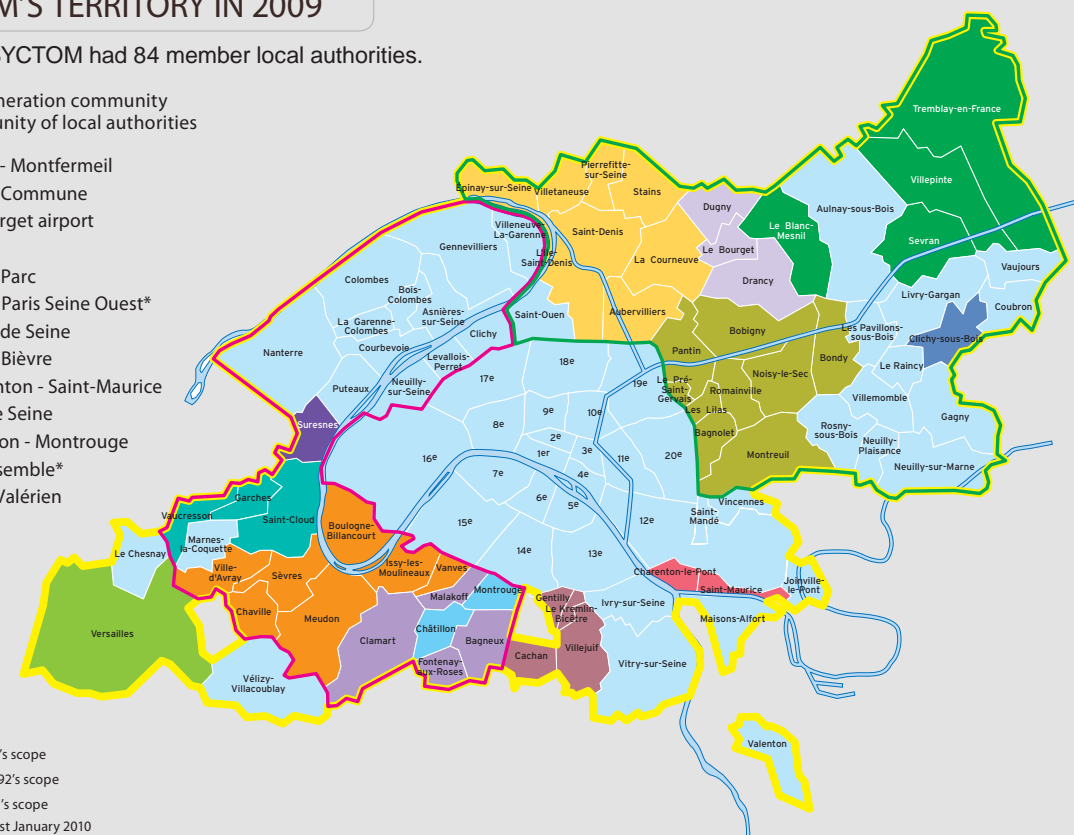 M'S TERRITORY IN 2009
SYCTOM had 84 member local authorities.
neration community
unity of local authorities
- Montfermeil
Commune
rget airport
Parc
Paris Seine Ouest*
de Seine
Bièvre
nton - Saint-Maurice
e Seine
on - Montrouge
semble*
Valérien
Tremblay-en-France
Villepinte
Sevran
Vaujours
Coubron
Livry-Gargan
Clichy-sous-Bois
Aulnay-sous-Bois
Le Blanc-
Mesnil
Dugny
Le Bourget
Drancy
Pierrefitte-
sur-Seine
Épinay-sur-Seine
Villetaneuse
Stains
Saint-Denis
La Courneuve
Aubervilliers
L'Île-
Saint-Denis
Saint-Ouen
Villeneuve-
La-Garenne
Gennevilliers
Colombes
Bois-
Colombes
Asnières-
sur-Seine
La Garenne-
Colombes
Clichy
Courbevoie
Levallois-
Perret
Nanterre
Puteaux
Neuilly-
sur-Seine
Suresnes
Bobigny
Pantin
Bondy
Noisy-le-Sec
Le Pré-
Saint-
Gervais
Romainville
Les Lilas
Bagnolet
Montreuil
Les Pavillons-
sous-Bois
Le Raincy
Villemomble
Gagny
Rosny-
sous-Bois
Neuilly-
Plaisance
Neuilly-sur-Marne
18e
17e
19e
9e
10e
8e
2e
1er
3e
11e
20e
16e
7e
4e
6e
5e
12e
15e
14e
13e
Vincennes
Saint-
Mandé
Garches
Vaucresson
Saint-Cloud
Marnes-
la-Coquette
Le Chesnay
Versailles
Ville-
d'Avray
Sèvres
Chaville
Meudon
Boulogne-
Billancourt
Issy-les-
Moulineaux
Vanves
Malakoff
Montrouge
Châtillon
Clamart
Bagneux
Fontenay-
aux-Roses
Vélizy-
Villacoublay
Gentilly
Le Kremlin-
Bicêtre
Cachan
Villejuif
Ivry-sur-Seine
Vitry-sur-Seine
Charenton-le-Pont
Saint-Maurice
Joinville-
le-Pont
Maisons-Alfort
Valenton
's scope
92's scope
's scope
st January 2010